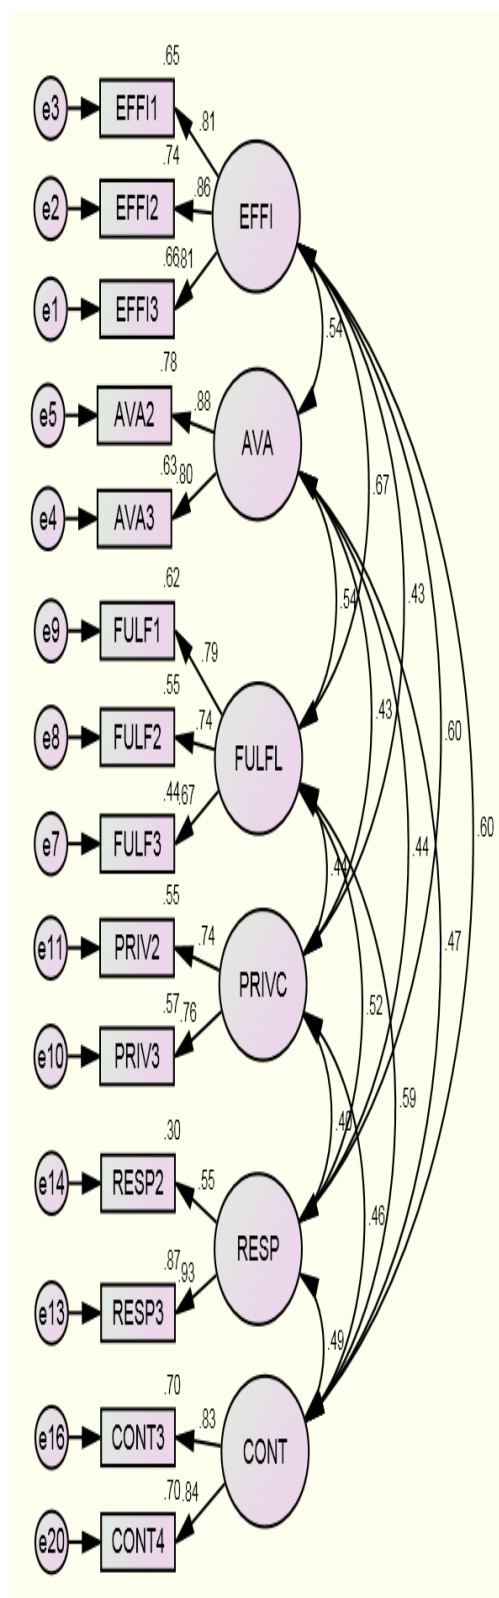 .65
e3 EFFI1 .81
.74
e2 EFFI2 .86 EFFI
.66 .81
e1 EFFI3
.54
.78
e5 AVA2 .88
AVA
.63 .80
e4 AVA3
.67
.62
.54 .43
e9 FULF1
.79
.55
.43
e8 FULF2 .74 .60
FULFL
.44 .67
e7 FULF3 .44 .44 .60
.55
e11 PRIV2 .74 .47
PRIVC
.57 .76 .52
e10 PRIV3
.59
.30 .40
e14 RESP2 .55
.46
RESP
.87 .93
e13 RESP3
.49
.70
e16 CONT3 .83
CONT
.70 .84
e20 CONT4